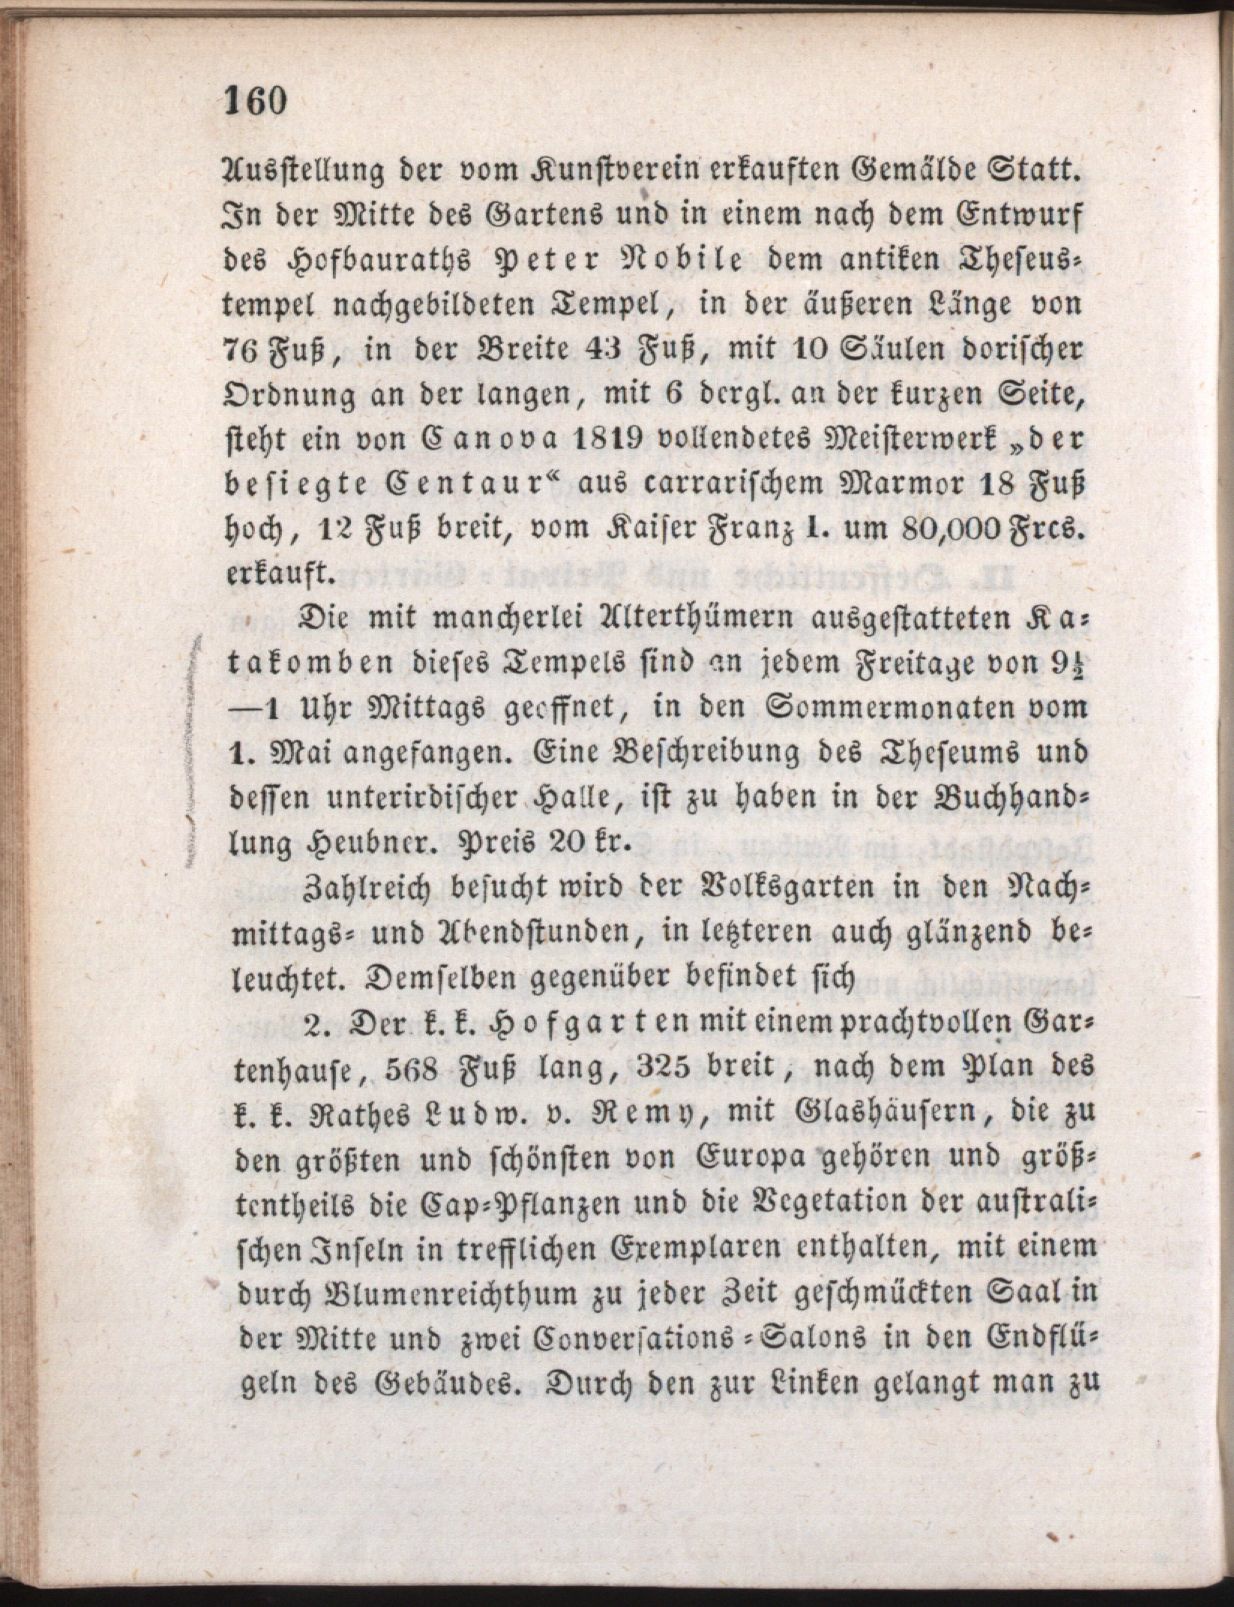 160
Ausstellung der vom Kunstverein erkauften Gemälde Statt.
In der Mitte des Gartens und in einem nach dem Entwurf
des Hofbauraths Peter Nobile dem antiken Theseus-
tempel nachgebildeten Tempel, in der äußeren Länge von
76 Fuß, in der Breite 43 Fuß, mit 10 Säulen dorischer
Ordnung an der langen, mit 6 dergl. an der kurzen Seite,
steht ein von Canova 1819 vollendetes Meisterwerk „der
besiegte Centaur“ aus carrarischem Marmor 18 Fuß
hoch, 12 Fuß breit, vom Kaiser Franz I. um 80,000 Frcs.
erkauft.
Die mit mancherlei Alterthümern ausgestatteten Ka-
takomben dieses Tempels sind an jedem Freitage von 9½
—1 Uhr Mittags geoffnet, in den Sommermonaten vom
1. Mai angefangen. Eine Beschreibung des Theseums und
dessen unterirdischer Halle, ist zu haben in der Buchhand-
lung Heubner. Preis 20 kr.
Zahlreich besucht wird der Volksgarten in den Nach-
mittags- und Abendstunden, in letzteren auch glänzend be-
leuchtet. Demselben gegenüber befindet sich
2. Der k. k. Hofgarten mit einem prachtvollen Gar-
tenhause, 568 Fuß lang, 325 breit, nach dem Plan des
k. k. Rathes Ludw. v. Remy, mit Glashäusern, die zu
den größten und schönsten von Europa gehören und größ-
tentheils die Cap-Pflanzen und die Vegetation der australi-
schen Inseln in trefflichen Exemplaren enthalten, mit einem
durch Blumenreichthum zu jeder Zeit geschmückten Saal in
der Mitte und zwei Conversations-Salons in den Endflü-
geln des Gebäudes. Durch den zur Linken gelangt man zu